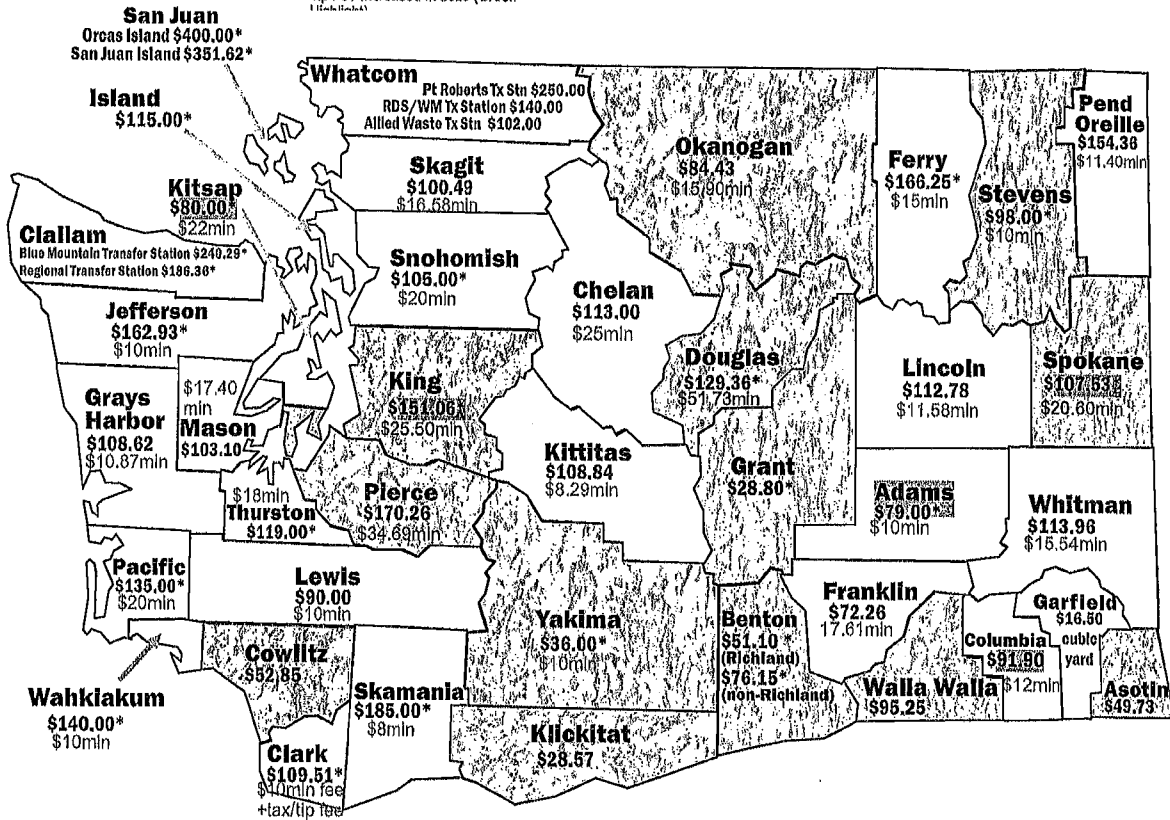 San Juan
Orcas Island $400.00*
San Juan Island $351.62*
Island
$115.00*
Whatcom
Pt Roberts Tx Stn $250.00
RDS/WM Tx Station $140.00
Allied Waste Tx Stn $102.00
Skagit
$100.49
$16.58min
Okanogan
$84.43
$15.90min
Ferry
$166.25*
$15min
Stevens
$98.00*
$10min
Pend
Oreille
$154.36
$11.40min
Kitsap
$80.00*
$22min
Clallam
Blue Mountain Transfer Station $240.29*
Regional Transfer Station $186.36*
Snohomish
$105.00*
$20min
Chelan
$113.00
$25min
Jefferson
$162.93*
$10min
Douglas
$129.36*
$51.73min
Lincoln
$112.78
$11.58min
Spokane
$107.53
$20.60min
King
$151.06
$25.50min
Grays
Harbor
$108.62
$10.87min
$17.40
min
Mason
$103.10
Kittitas
$108.84
$8.29min
Grant
$28.80*
Adams
$79.00*
$10min
Whitman
$113.96
$15.54min
Pierce
$170.26
$34.69min
$18min
Thurston
$119.00*
Pacific
$135.00*
$20min
Lewis
$90.00
$10min
Yakima
$36.00*
$10min
Benton
$51.10 *
(Richland)
$76.15*
(non-Richland)
Franklin
$72.26
17.61min
Garfield
$16.50
cubic
yard
Columbia
$91.90
$12min
Walla Walla
$95.25
Asotin
$49.73
Cowlitz
$52.85
Wahkiakum
$140.00*
$10min
Skamania
$185.00*
$8min
Klickitat
$28.57
Clark
$109.51*
$10min fee
+tax/tip fee